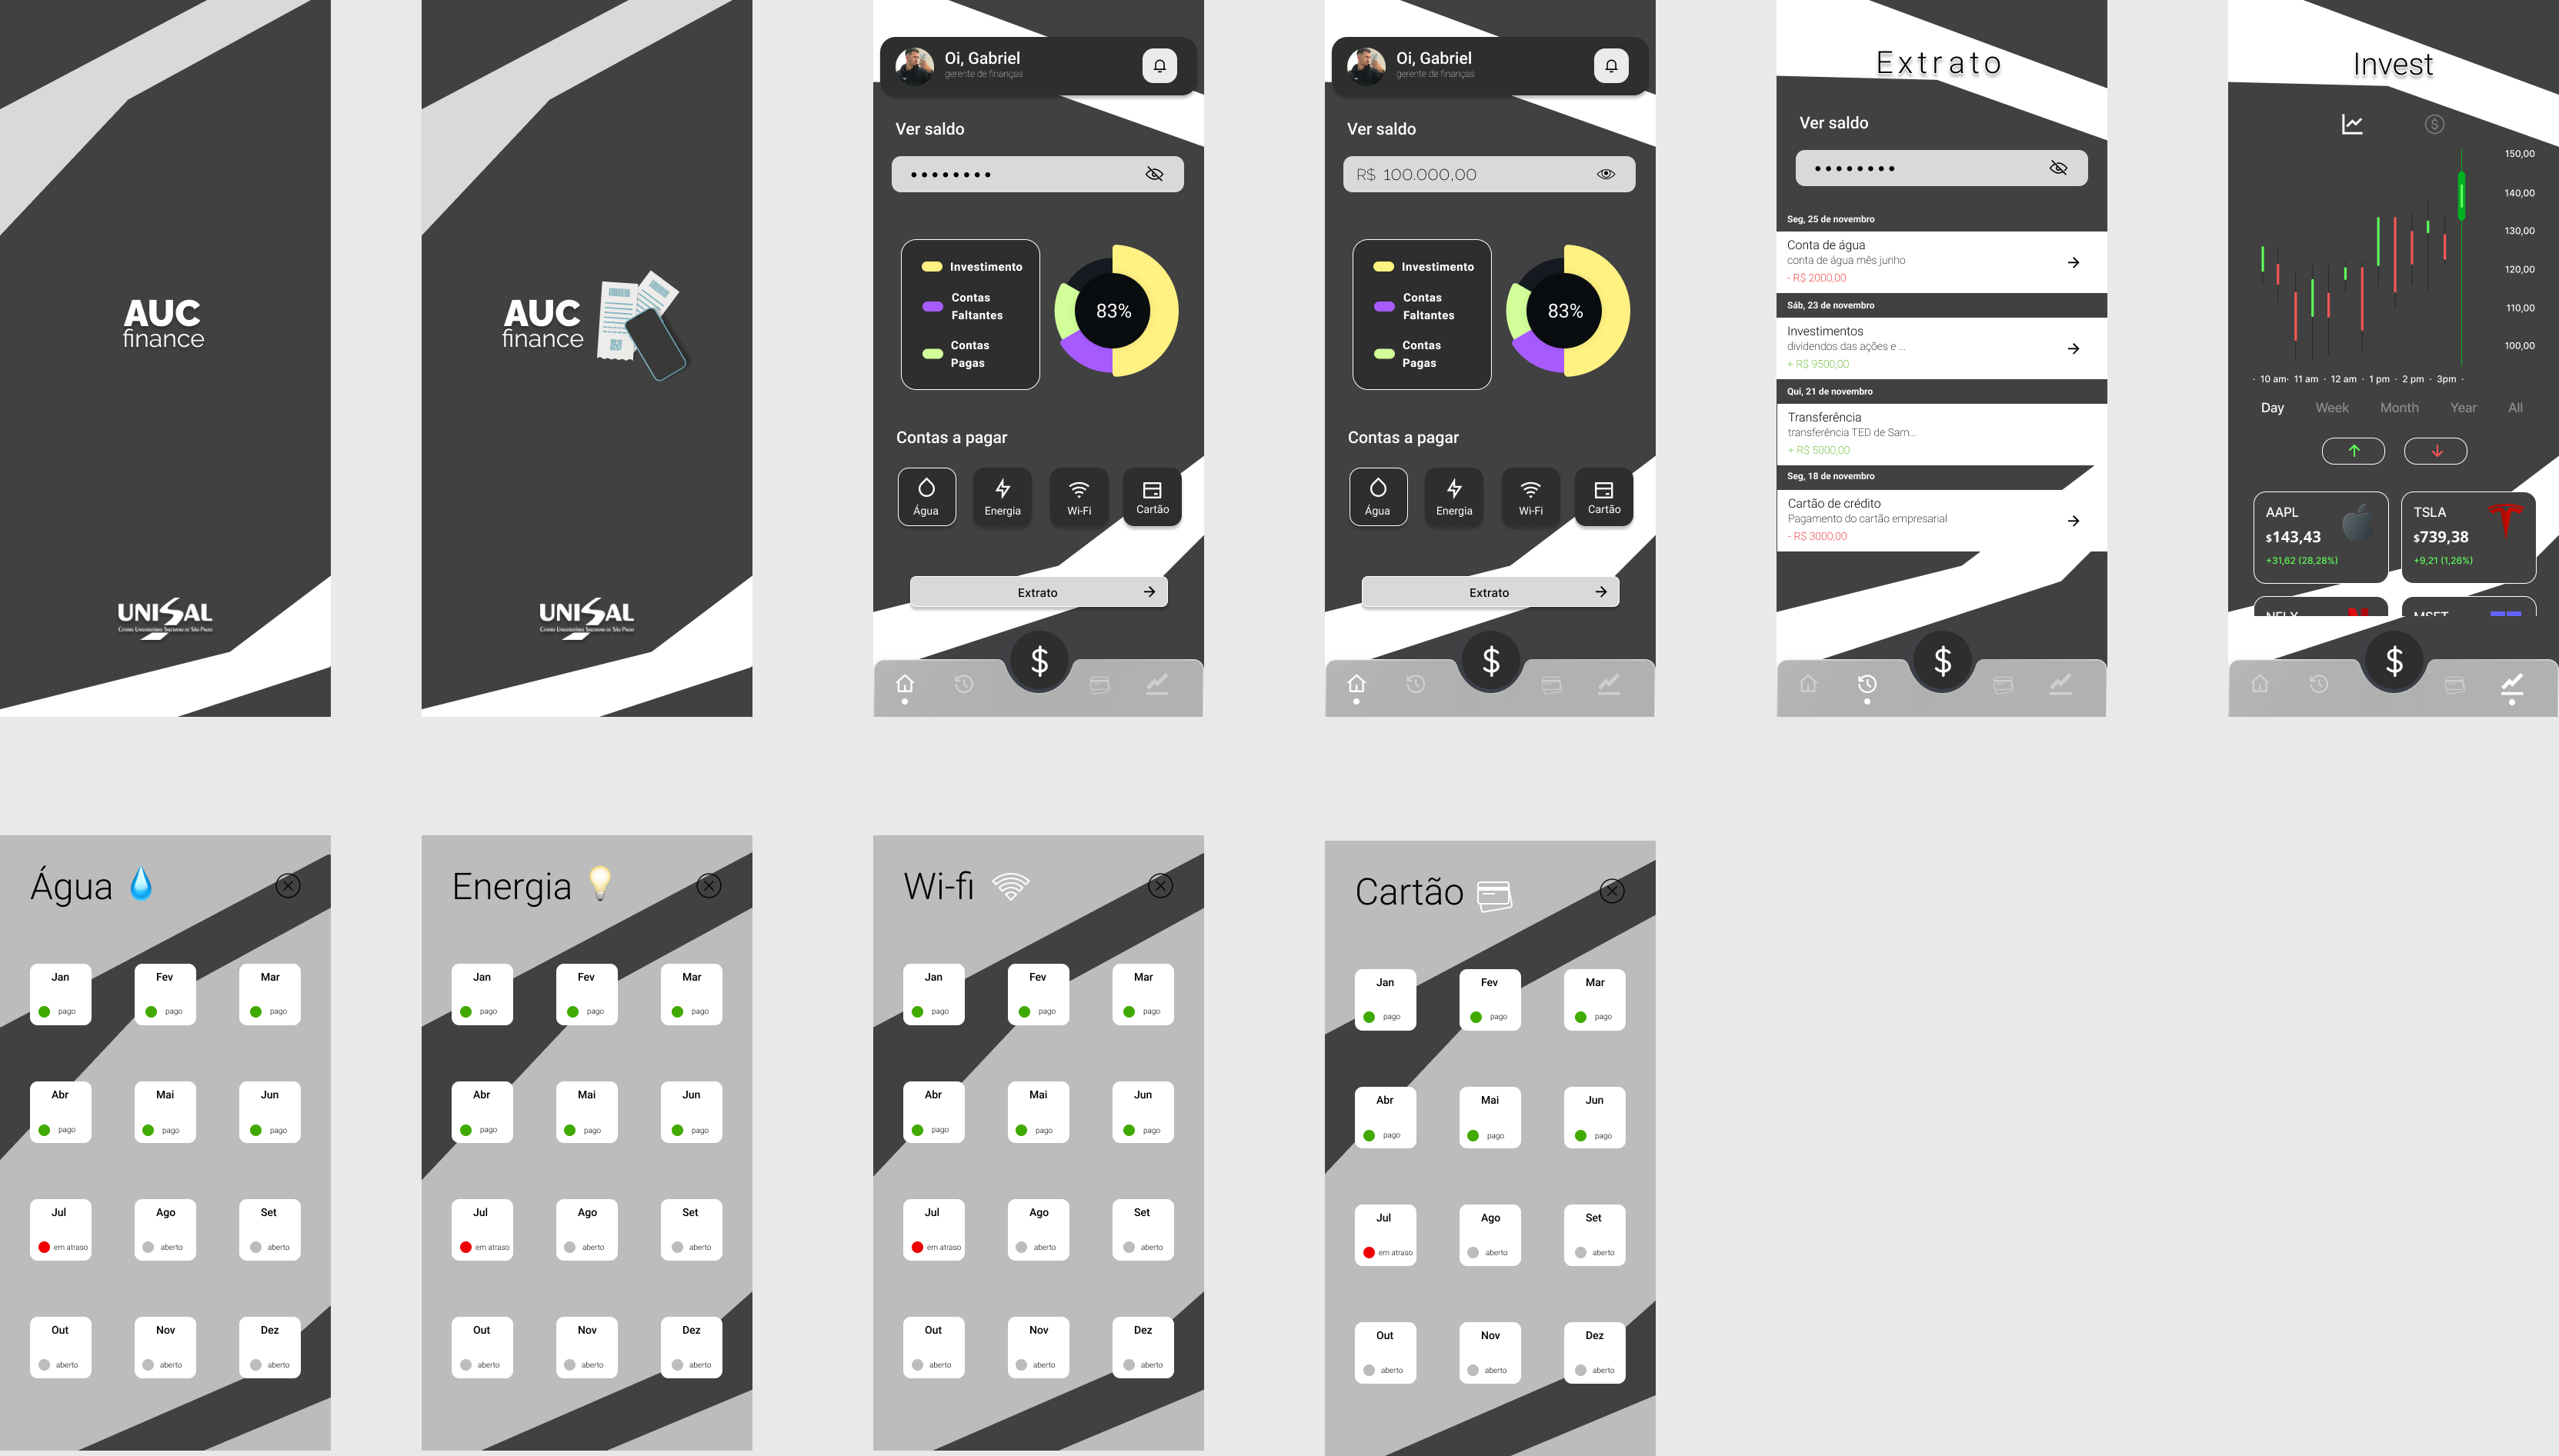 AUC
finance
UNISAL
CENTRO UNIVERSITÁRIO SALESIANO DE SÃO PAULO
AUC
finance
UNISAL
CENTRO UNIVERSITÁRIO SALESIANO DE SÃO PAULO
Oi, Gabriel
gerente de finanças
Ver saldo
Investimento
Contas
Faltantes
Contas
Pagas
83%
Contas a pagar
Água
Energia
Wi-Fi
Cartão
Extrato
$
Oi, Gabriel
gerente de finanças
Ver saldo
R$ 100.000,00
Investimento
Contas
Faltantes
Contas
Pagas
83%
Contas a pagar
Água
Energia
Wi-Fi
Cartão
Extrato
$
Extrato
Ver saldo
Seg, 25 de novembro
Conta de água
conta de água mês junho
- R$ 2000,00
Sáb, 23 de novembro
Investimentos
dividendos das ações e ...
+ R$ 9500,00
Qui, 21 de novembro
Transferência
transferência TED de Sam...
+ R$ 5000,00
Seg, 18 de novembro
Cartão de crédito
Pagamento do cartão empresarial
- R$ 3000,00
$
Invest
$
150,00
140,00
130,00
120,00
110,00
100,00
· 10 am · 11 am · 12 am · 1 pm · 2 pm · 3pm ·
Day Week Month Year All
AAPL
$143,43
+31,62 (28,28%)
TSLA
$739,38
+9,21 (1,26%)
NFLX
MSFT
$
Água
Jan
pago
Fev
pago
Mar
pago
Abr
pago
Mai
pago
Jun
pago
Jul
em atraso
Ago
aberto
Set
aberto
Out
aberto
Nov
aberto
Dez
aberto
Energia
Jan
pago
Fev
pago
Mar
pago
Abr
pago
Mai
pago
Jun
pago
Jul
em atraso
Ago
aberto
Set
aberto
Out
aberto
Nov
aberto
Dez
aberto
Wi-fi
Jan
pago
Fev
pago
Mar
pago
Abr
pago
Mai
pago
Jun
pago
Jul
em atraso
Ago
aberto
Set
aberto
Out
aberto
Nov
aberto
Dez
aberto
Cartão
Jan
pago
Fev
pago
Mar
pago
Abr
pago
Mai
pago
Jun
pago
Jul
em atraso
Ago
aberto
Set
aberto
Out
aberto
Nov
aberto
Dez
aberto